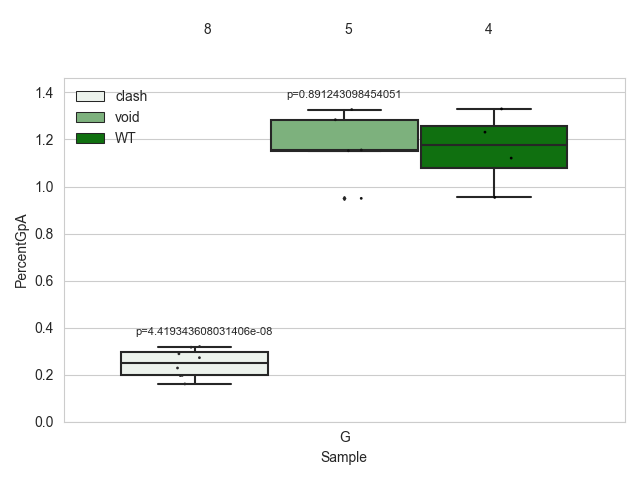 8 5 4
1.4
1.2
1.0
0.8
0.6
0.4
0.2
0.0
PercentGpA
clash
void
WT
p=0.891243098454051
p=4.419343608031406e-08
G
Sample